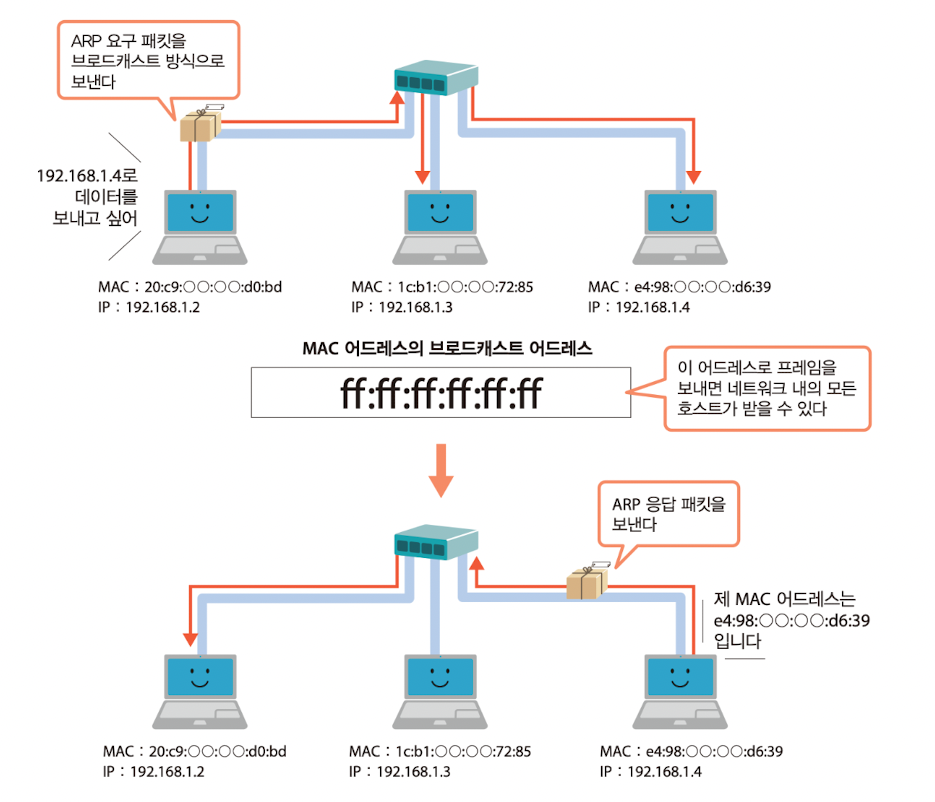 ARP 요구 패킷을
브로드캐스트 방식으로
보낸다
192.168.1.4로
데이터를
보내고 싶어
MAC : 20:c9:○○:○○:d0:bd
IP : 192.168.1.2
MAC : 1c:b1:○○:○○:72:85
IP : 192.168.1.3
MAC : e4:98:○○:○○:d6:39
IP : 192.168.1.4
MAC 어드레스의 브로드캐스트 어드레스
ff:ff:ff:ff:ff:ff
이 어드레스로 프레임을
보내면 네트워크 내의 모든
호스트가 받을 수 있다
ARP 응답 패킷을
보낸다
제 MAC 어드레스는
e4:98:○○:○○:d6:39
입니다
MAC : 20:c9:○○:○○:d0:bd
IP : 192.168.1.2
MAC : 1c:b1:○○:○○:72:85
IP : 192.168.1.3
MAC : e4:98:○○:○○:d6:39
IP : 192.168.1.4